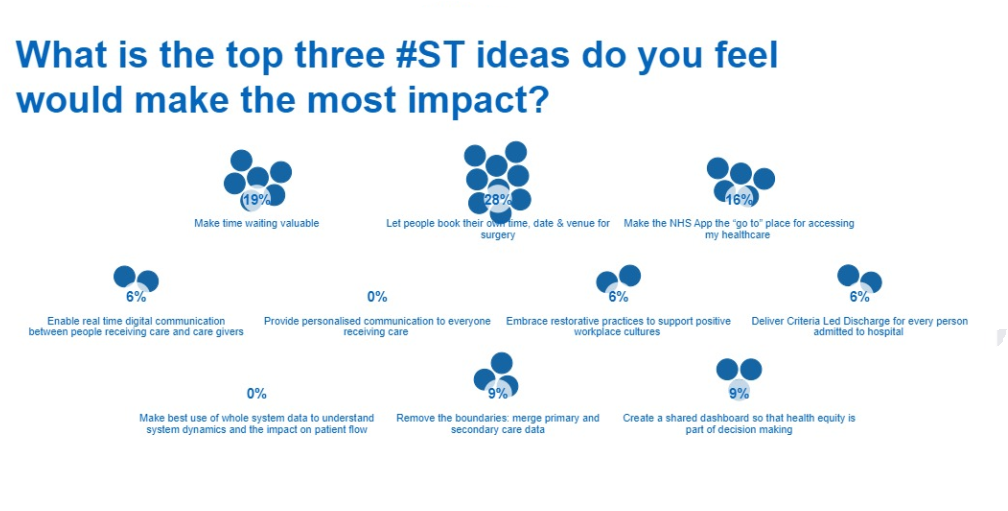 What is the top three #ST ideas do you feel
would make the most impact?
19%
Make time waiting valuable
28%
Let people book their own time, date & venue for
surgery
16%
Make the NHS App the “go to” place for accessing
my healthcare
6%
Enable real time digital communication
between people receiving care and care givers
0%
Provide personalised communication to everyone
receiving care
6%
Embrace restorative practices to support positive
workplace cultures
6%
Deliver Criteria Led Discharge for every person
admitted to hospital
0%
Make best use of whole system data to understand
system dynamics and the impact on patient flow
9%
Remove the boundaries: merge primary and
secondary care data
9%
Create a shared dashboard so that health equity is
part of decision making